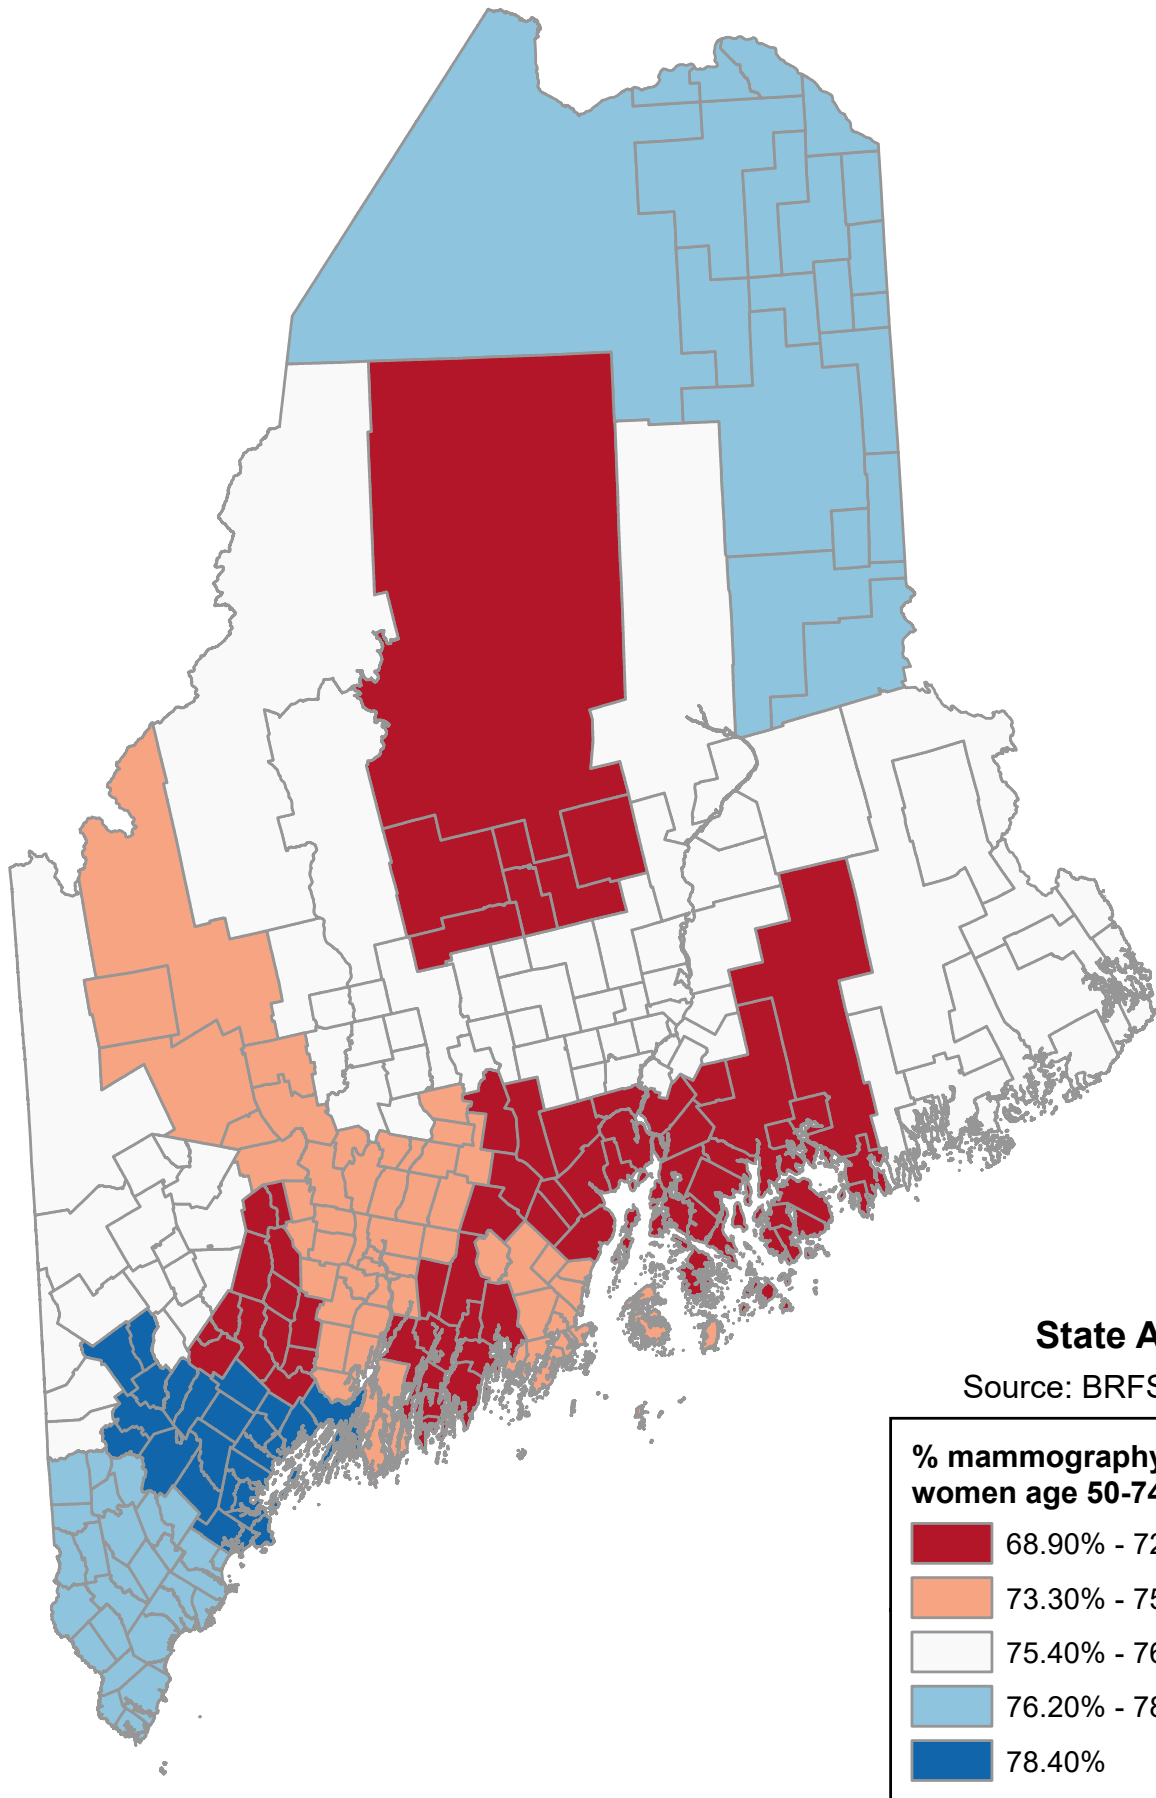 State A
Source: BRFS
% mammography
women age 50-74
68.90% - 72
73.30% - 75
75.40% - 76
76.20% - 78
78.40%